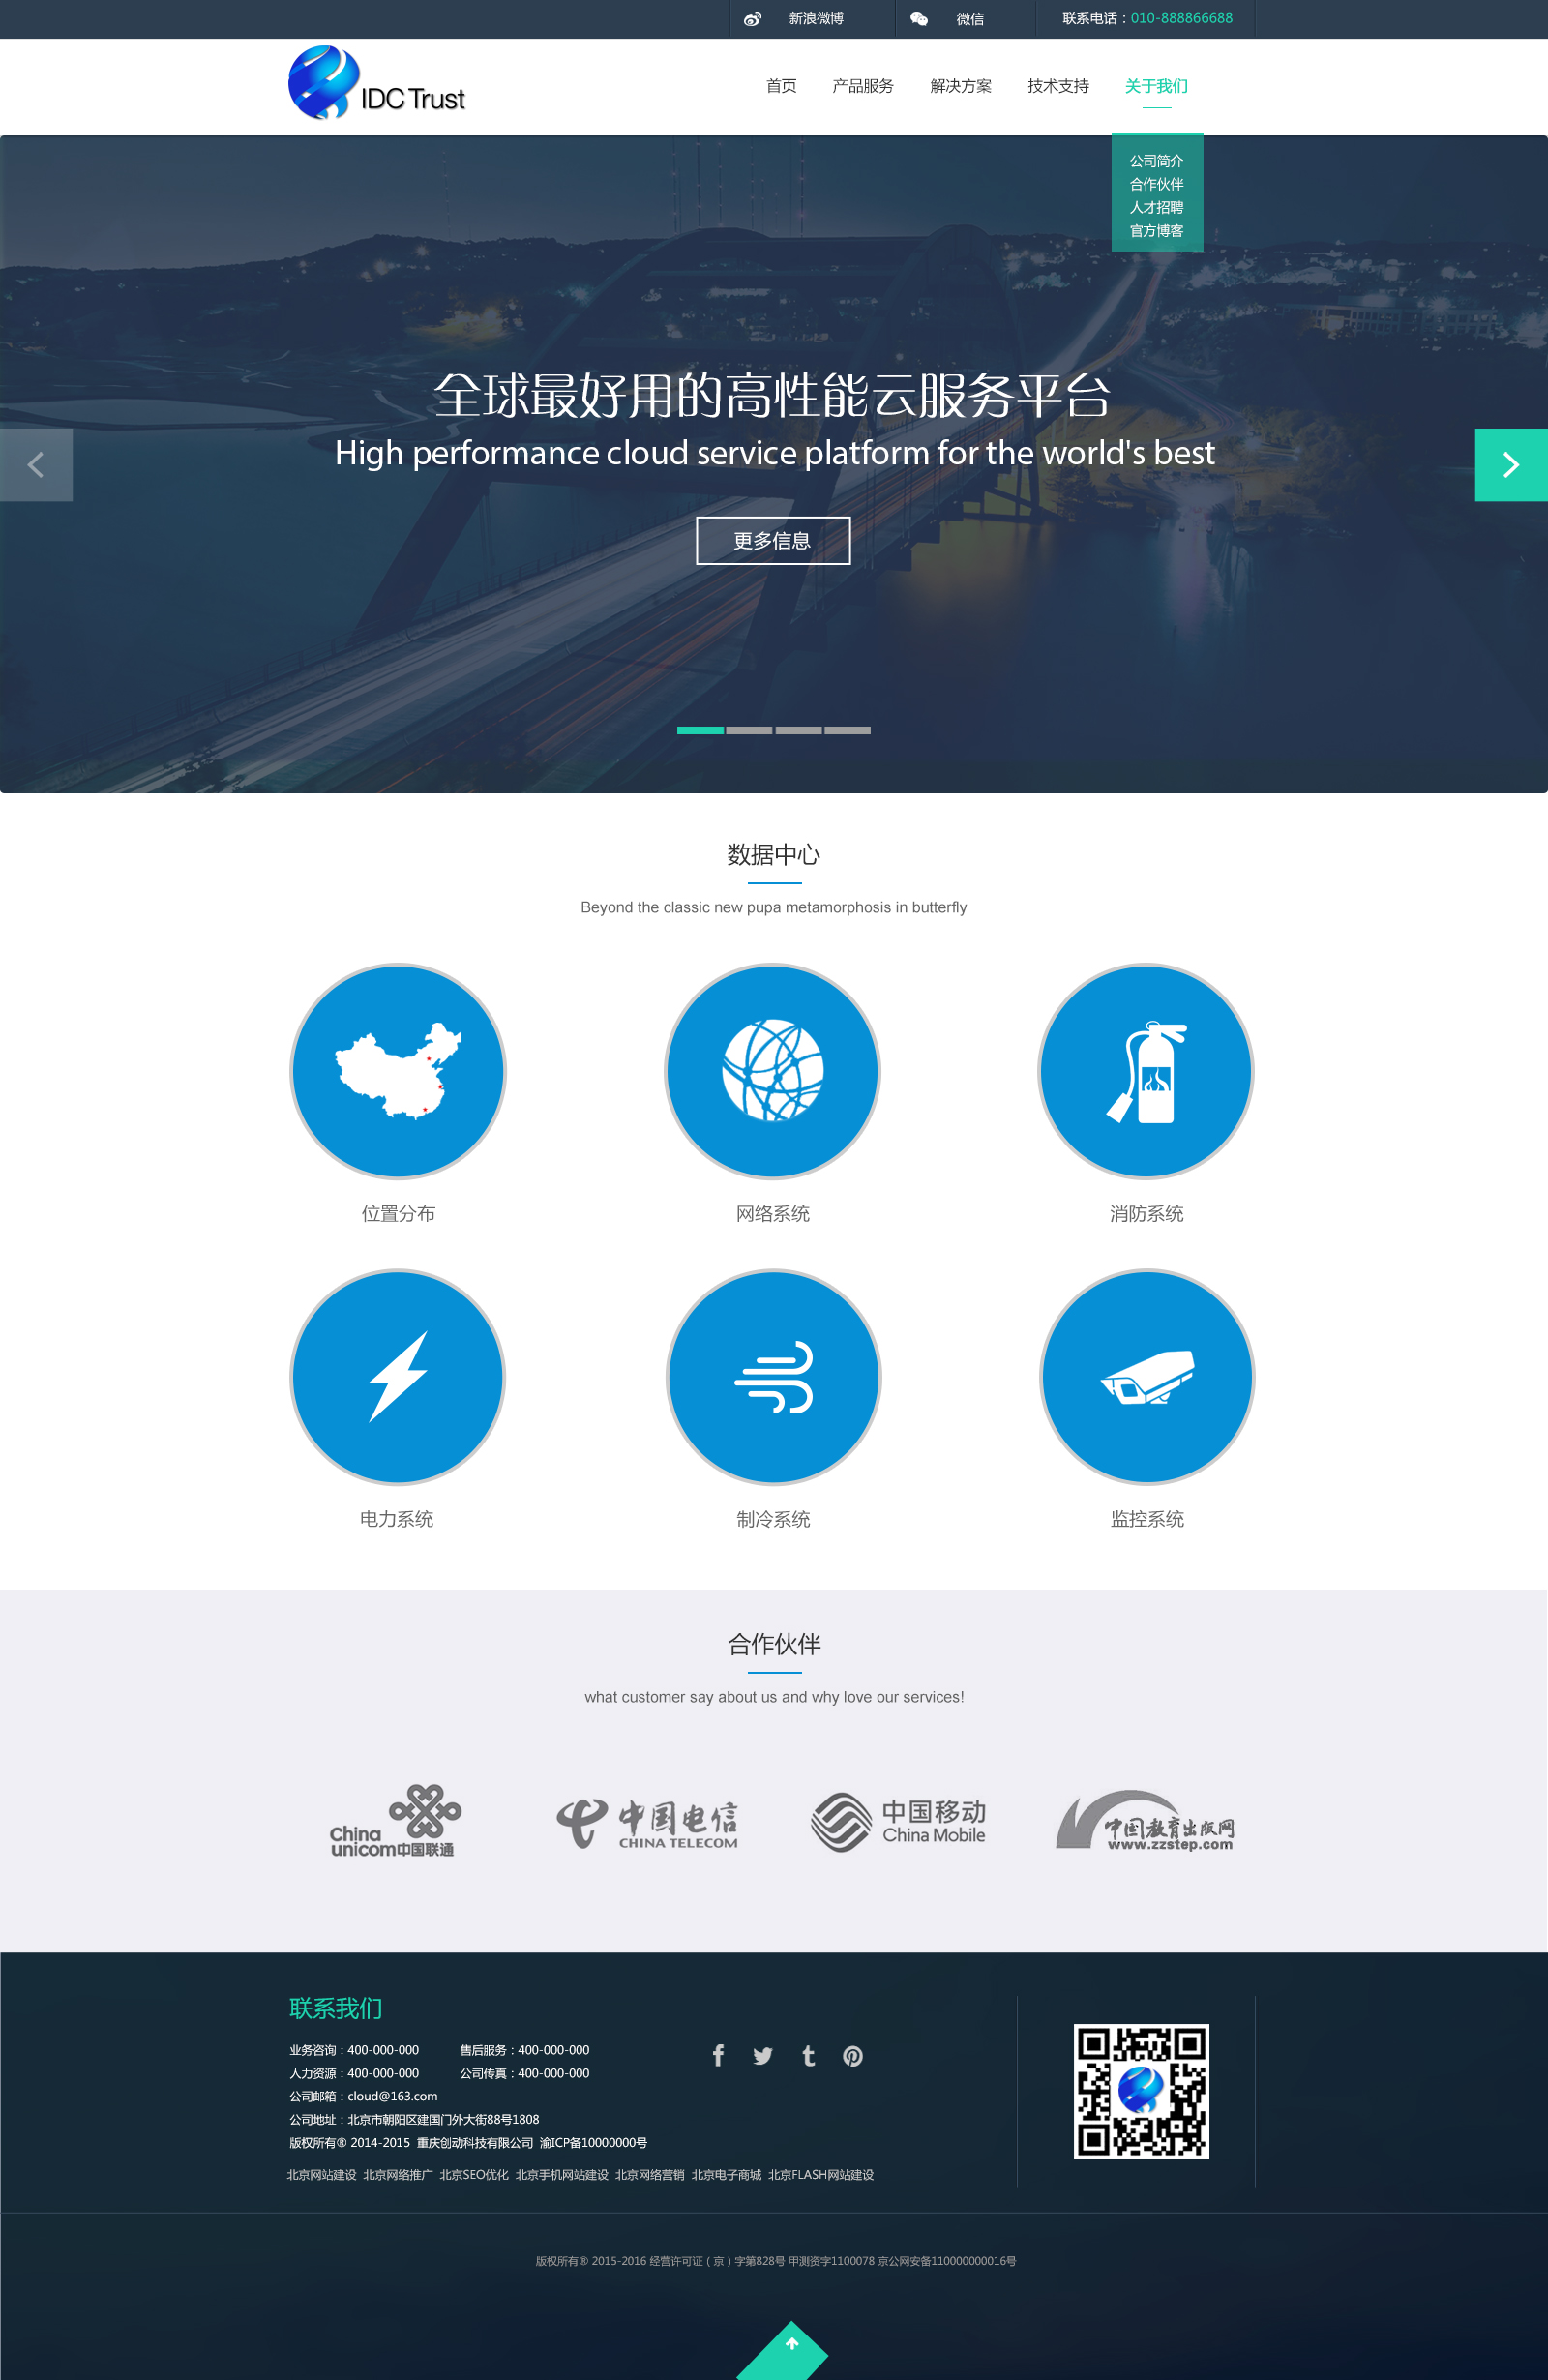 新浪微博
微信
联系电话：010-888866688
IDC Trust
首页 产品服务 解决方案 技术支持 关于我们
公司简介
合作伙伴
人才招聘
官方博客
全球最好用的高性能云服务平台
High performance cloud service platform for the world's best
更多信息
数据中心
Beyond the classic new pupa metamorphosis in butterfly
位置分布 网络系统 消防系统
电力系统 制冷系统 监控系统
合作伙伴
what customer say about us and why love our services!
China
unicom中国联通
中国电信
CHINA TELECOM
中国移动
China Mobile
中国教育出版网
www.zzstep.com
联系我们
业务咨询：400-000-000 售后服务：400-000-000
人力资源：400-000-000 公司传真：400-000-000
公司邮箱：cloud@163.com
公司地址：北京市朝阳区建国门外大街88号1808
版权所有® 2014-2015 重庆创动科技有限公司 渝ICP备10000000号
北京网站建设 北京网络推广 北京SEO优化 北京手机网站建设 北京网络营销 北京电子商城 北京FLASH网站建设
版权所有® 2015-2016 经营许可证（京）字第828号 甲测资字1100078 京公网安备110000000016号